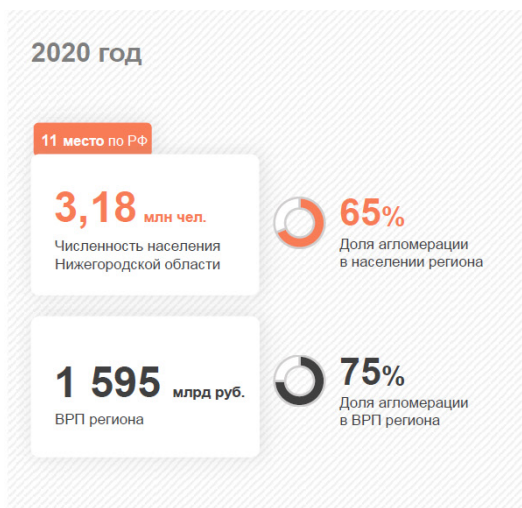 2020 год
11 место по РФ
3,18 млн чел.
Численность населения
Нижегородской области
65%
Доля агломерации
в населении региона
1 595 млрд руб.
ВРП региона
75%
Доля агломерации
в ВРП региона